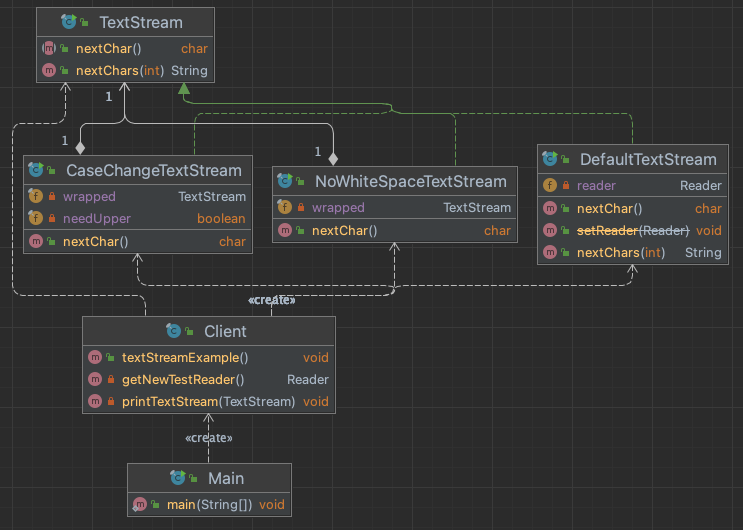 TextStream
nextChar() char
nextChars(int) String
1
1
1
CaseChangeTextStream
wrapped TextStream
needUpper boolean
nextChar() char
NoWhiteSpaceTextStream
wrapped TextStream
nextChar() char
DefaultTextStream
reader Reader
nextChar() char
setReader(Reader) void
nextChars(int) String
«create»
Client
textStreamExample() void
getNewTestReader() Reader
printTextStream(TextStream) void
«create»
Main
main(String[]) void